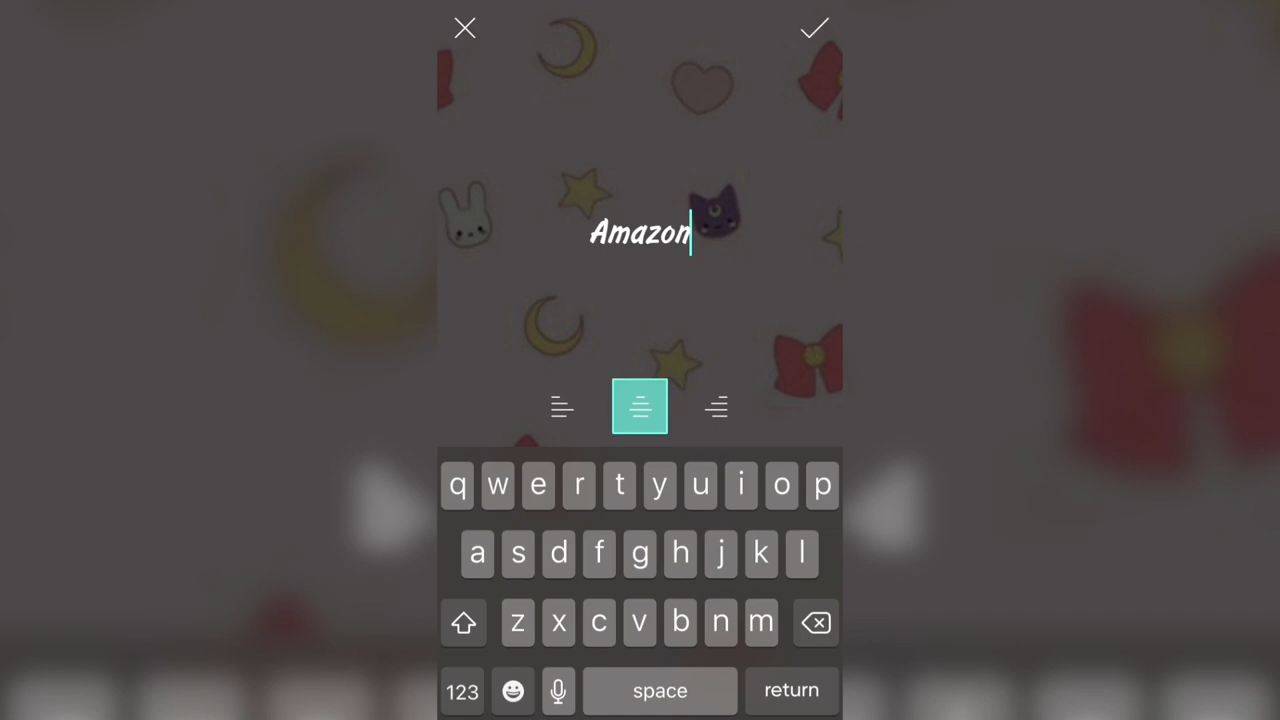 Amazon
q w e r t y u i o p
a s d f g h j k l
z x c v b n m
123 space return